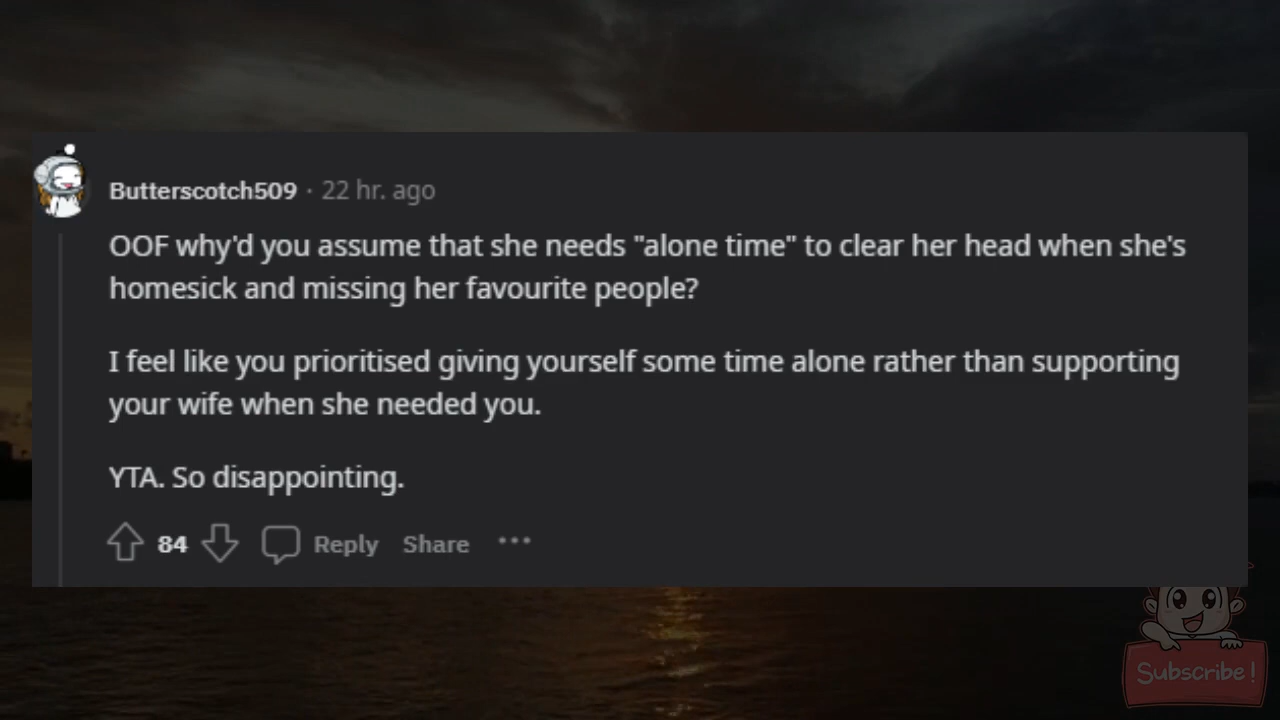 Butterscotch509 · 22 hr. ago
OOF why'd you assume that she needs "alone time" to clear her head when she's
homesick and missing her favourite people?
I feel like you prioritised giving yourself some time alone rather than supporting
your wife when she needed you.
YTA. So disappointing.
84 Reply Share ···
Subscribe!